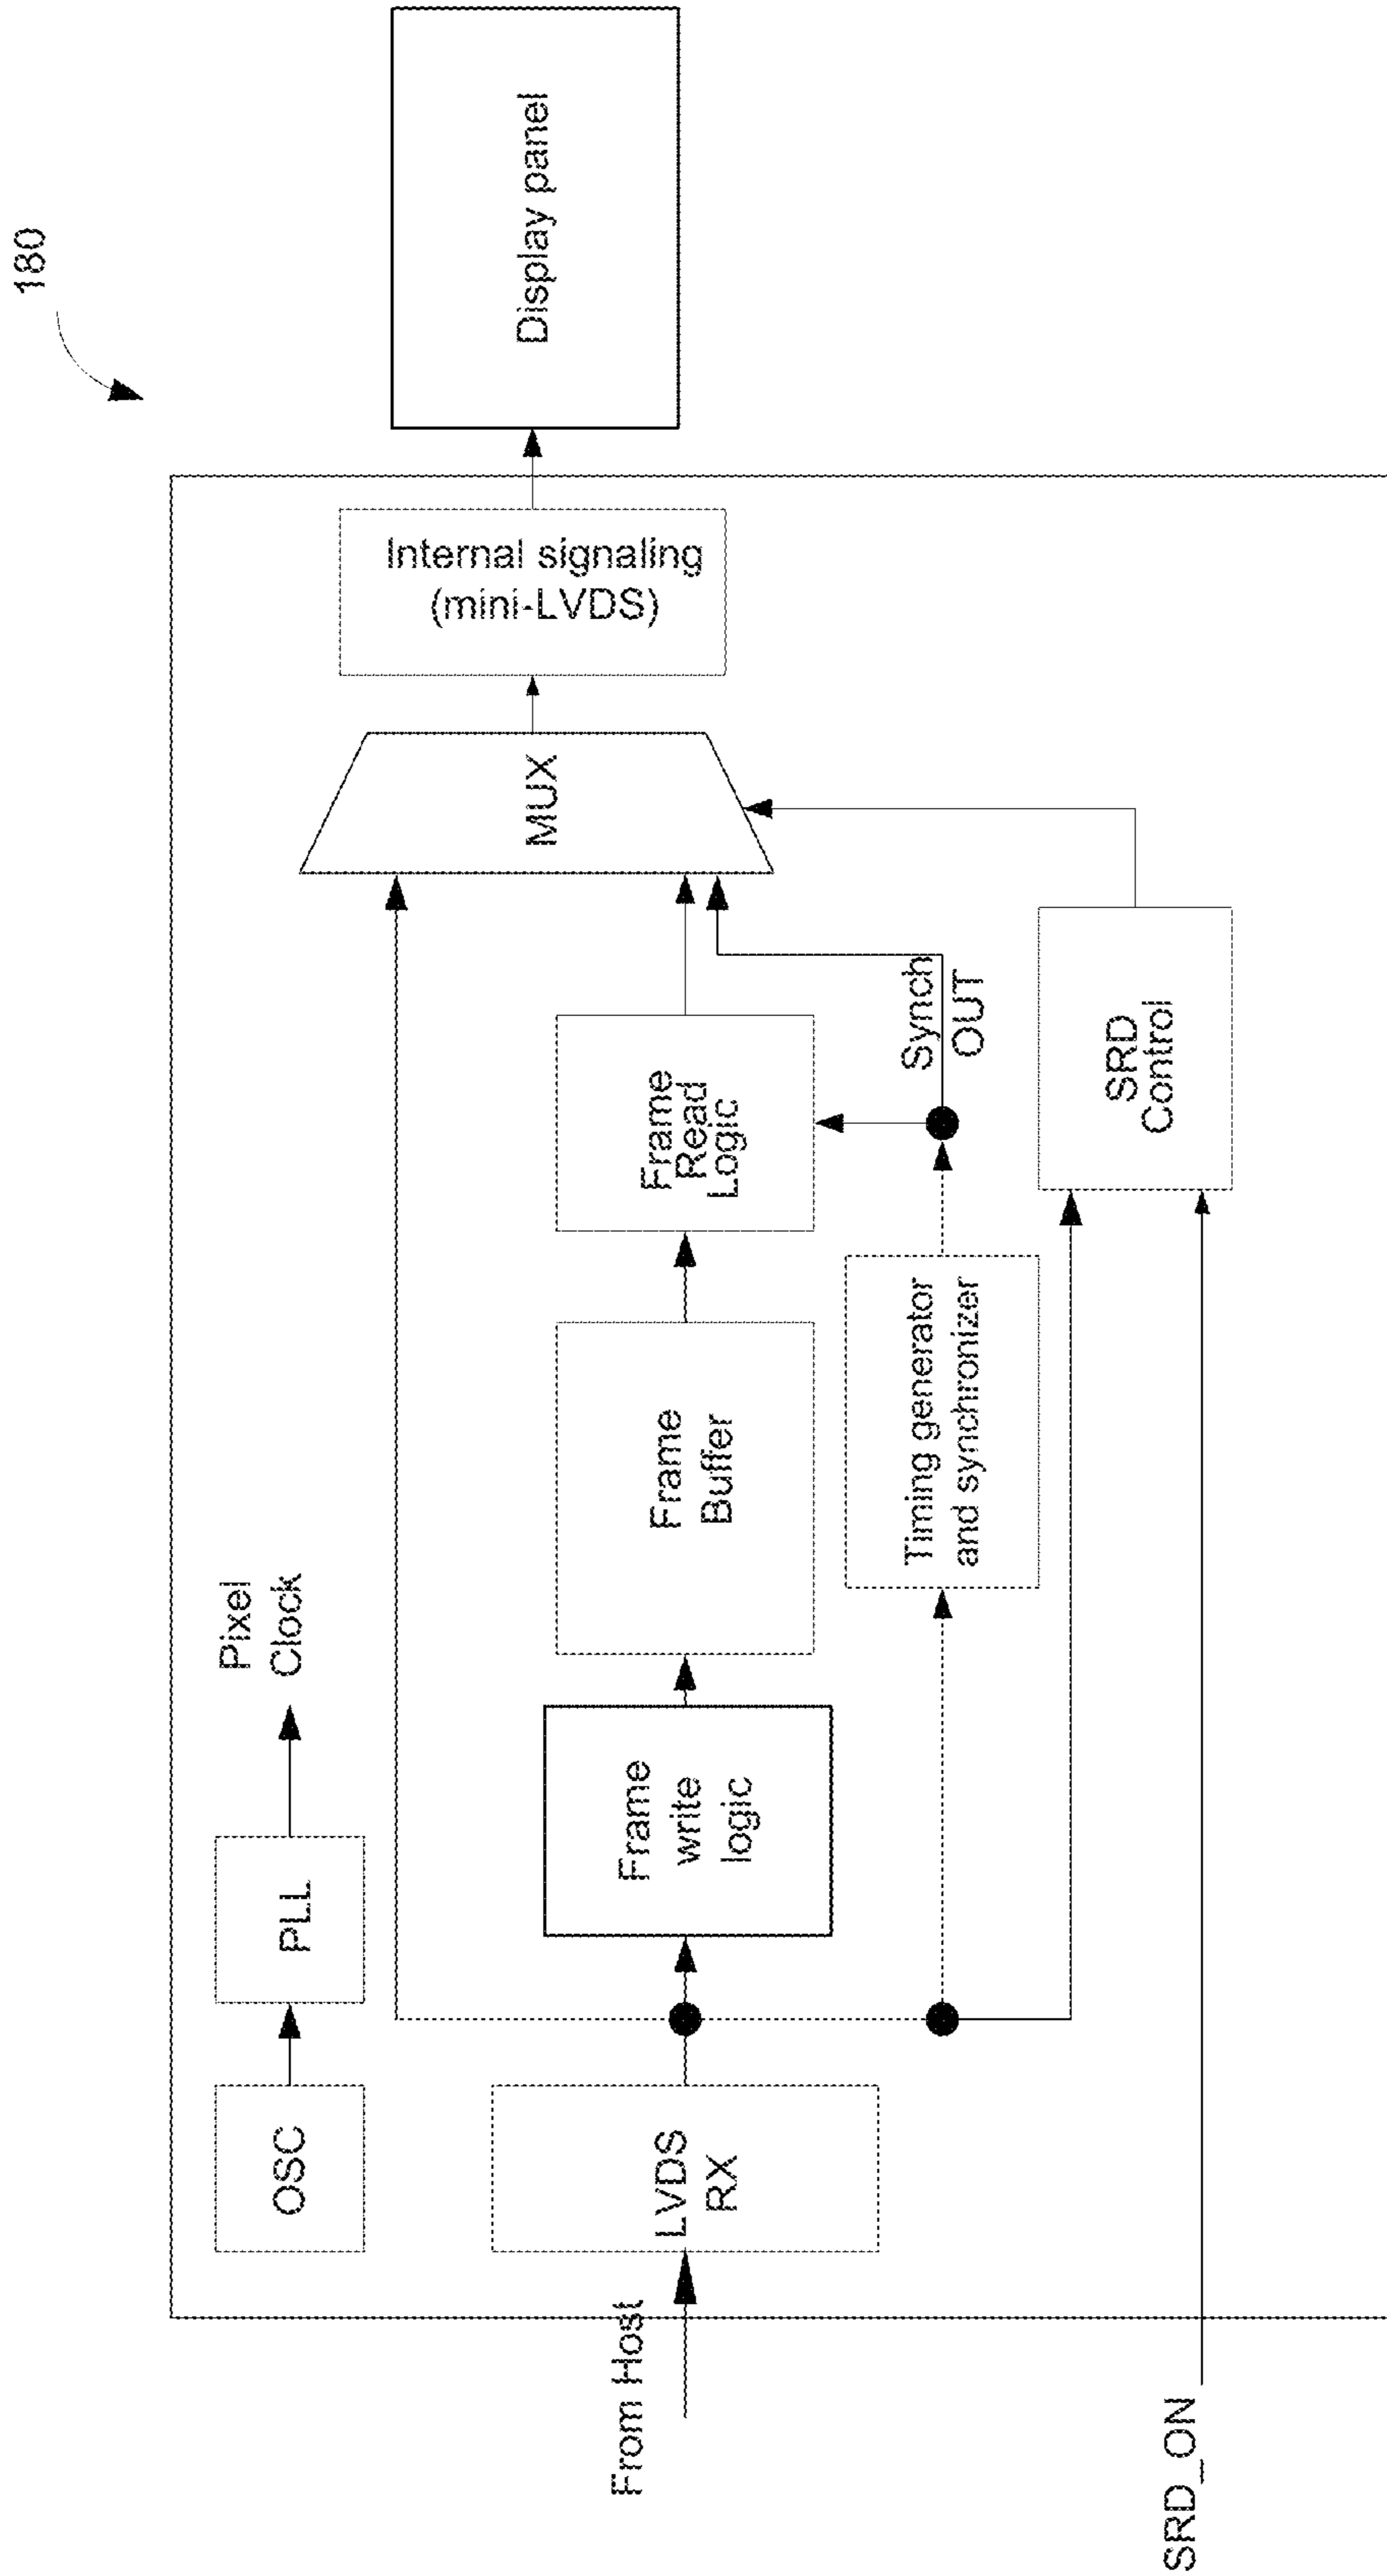 180
OSC
PLL
Pixel
Clock
From Host
LVDS
RX
Frame
write
logic
Frame
Buffer
Frame
Read
Logic
MUX
Internal signaling
(mini-LVDS)
Display panel
Timing generator
and synchronizer
Synch
OUT
SRD
Control
SRD_ON